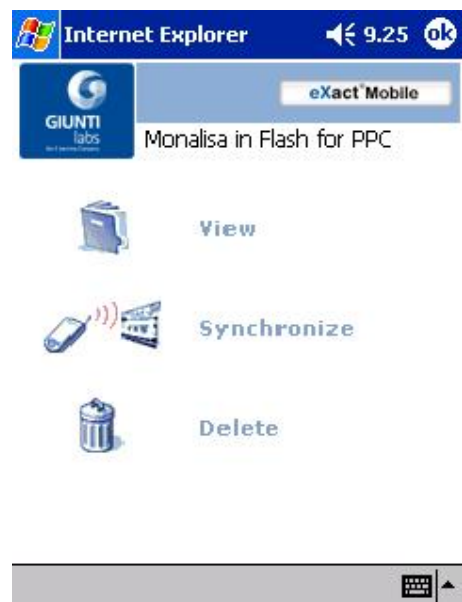 Internet Explorer 9.25 ok
GIUNTI
labs
eXact Mobile
Monalisa in Flash for PPC
View
Synchronize
Delete